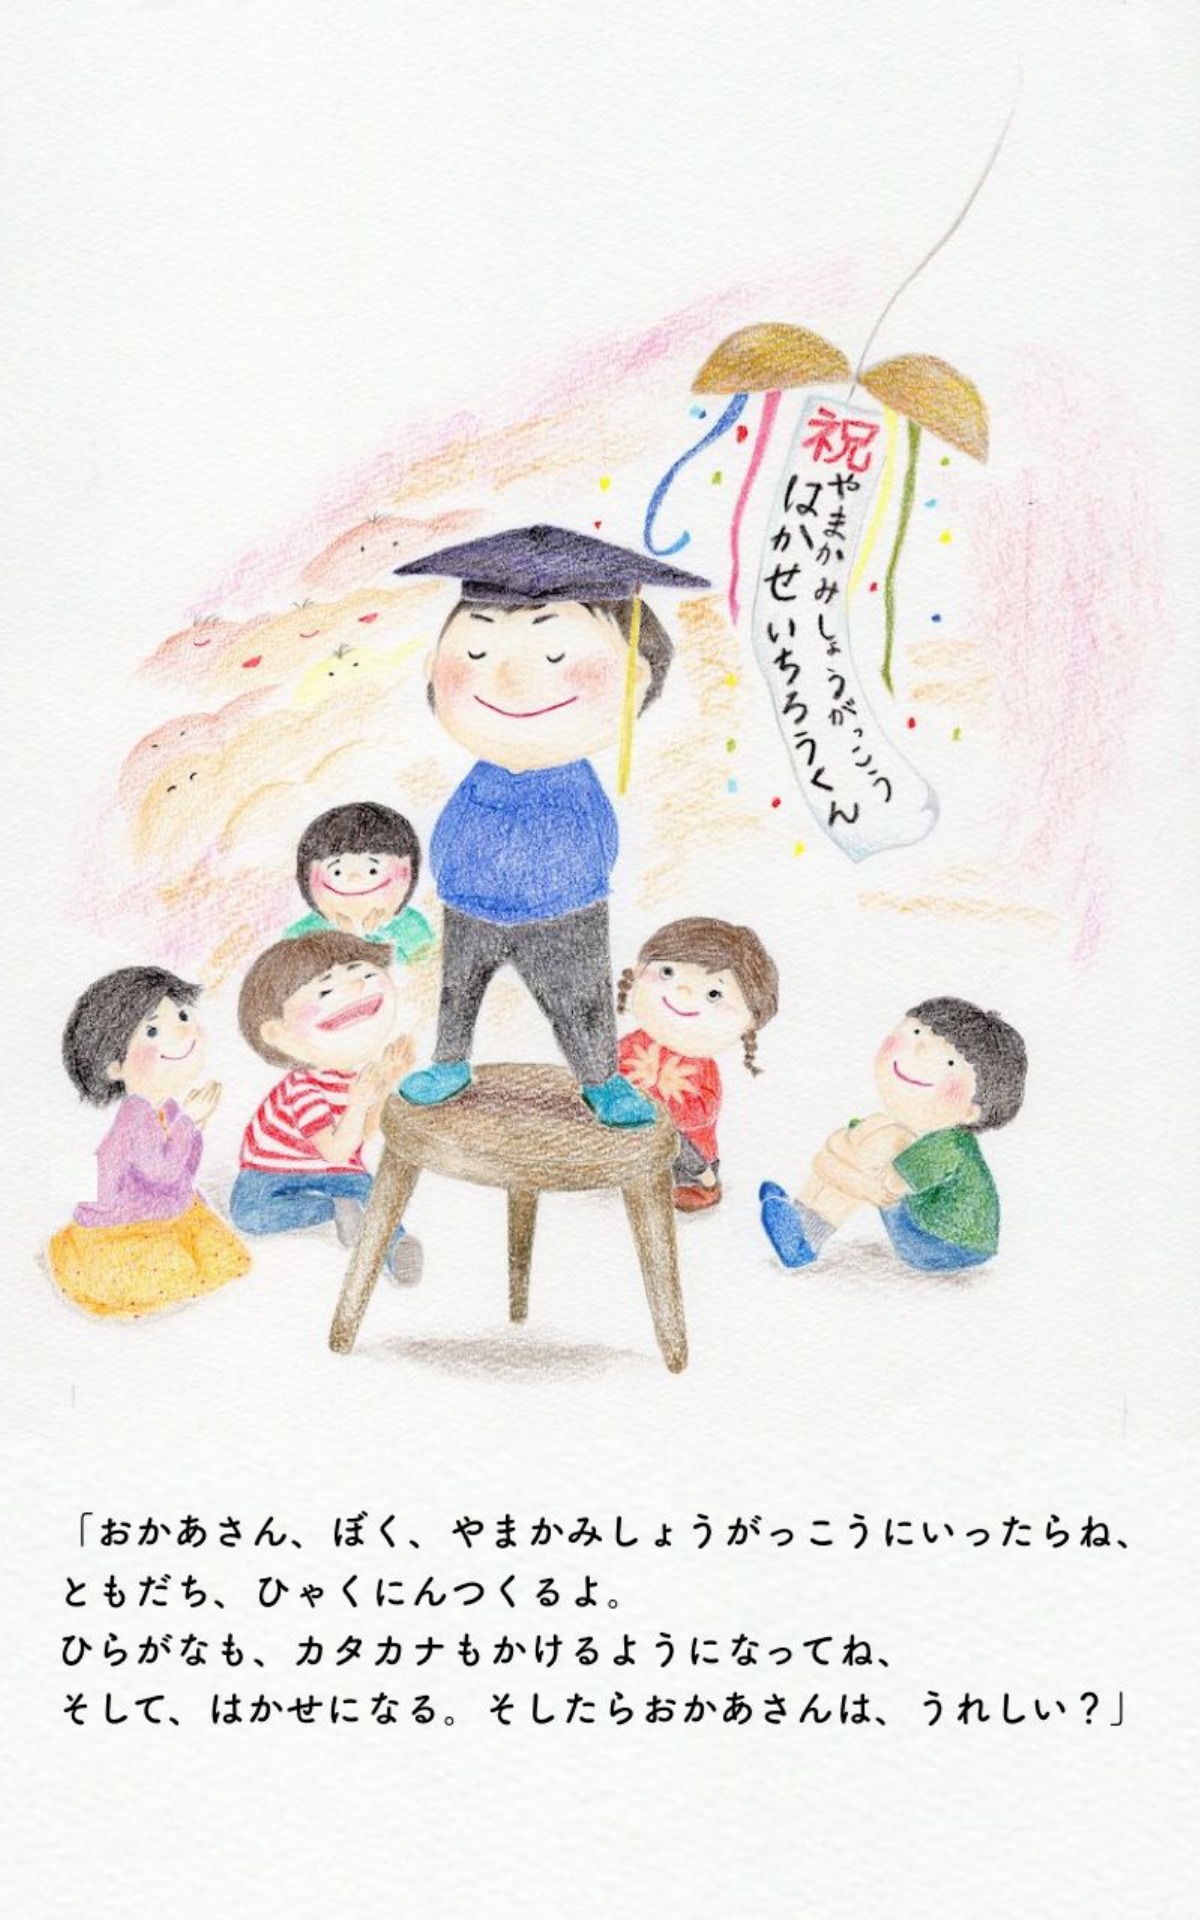 祝
やまかみしょうがっこう
はかせいちろうくん
「おかあさん、ぼく、やまかみしょうがっこうにいったらね、
ともだち、ひゃくにんつくるよ。
ひらがなも、カタカナもかけるようになってね、
そして、はかせになる。そしたらおかあさんは、うれしい？」